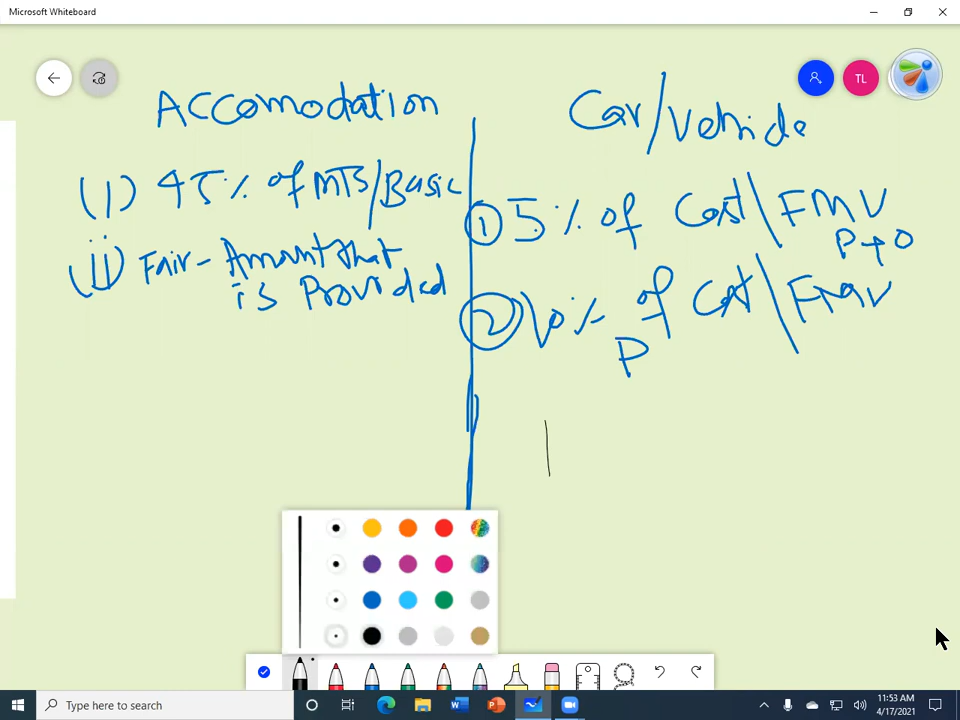 Microsoft Whiteboard
TL
Accomodation
(i) 45% of MTS/Basic
(ii) Fair-Amount that
is Provided
Car/Vehicle
① 5% of Cost\FMV
P+O
② 10% of Cost\FMV
P
Type here to search
11:53 AM
4/17/2021